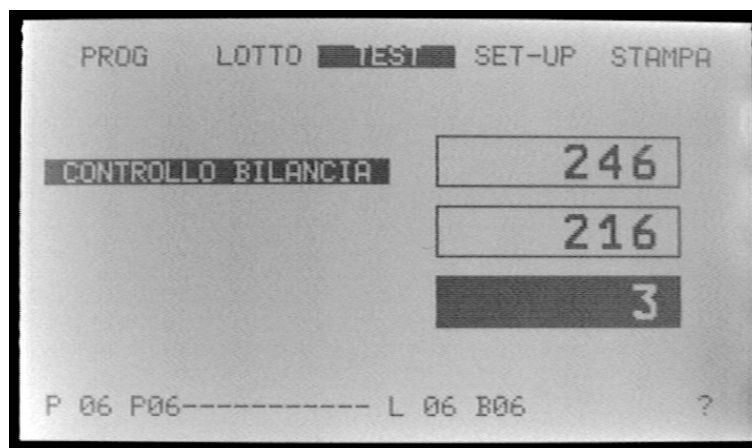 PROG LOTTO TEST SET-UP STAMPA
CONTROLLO BILANCIA 246
216
3
P 06 P06----------- L 06 B06 ?